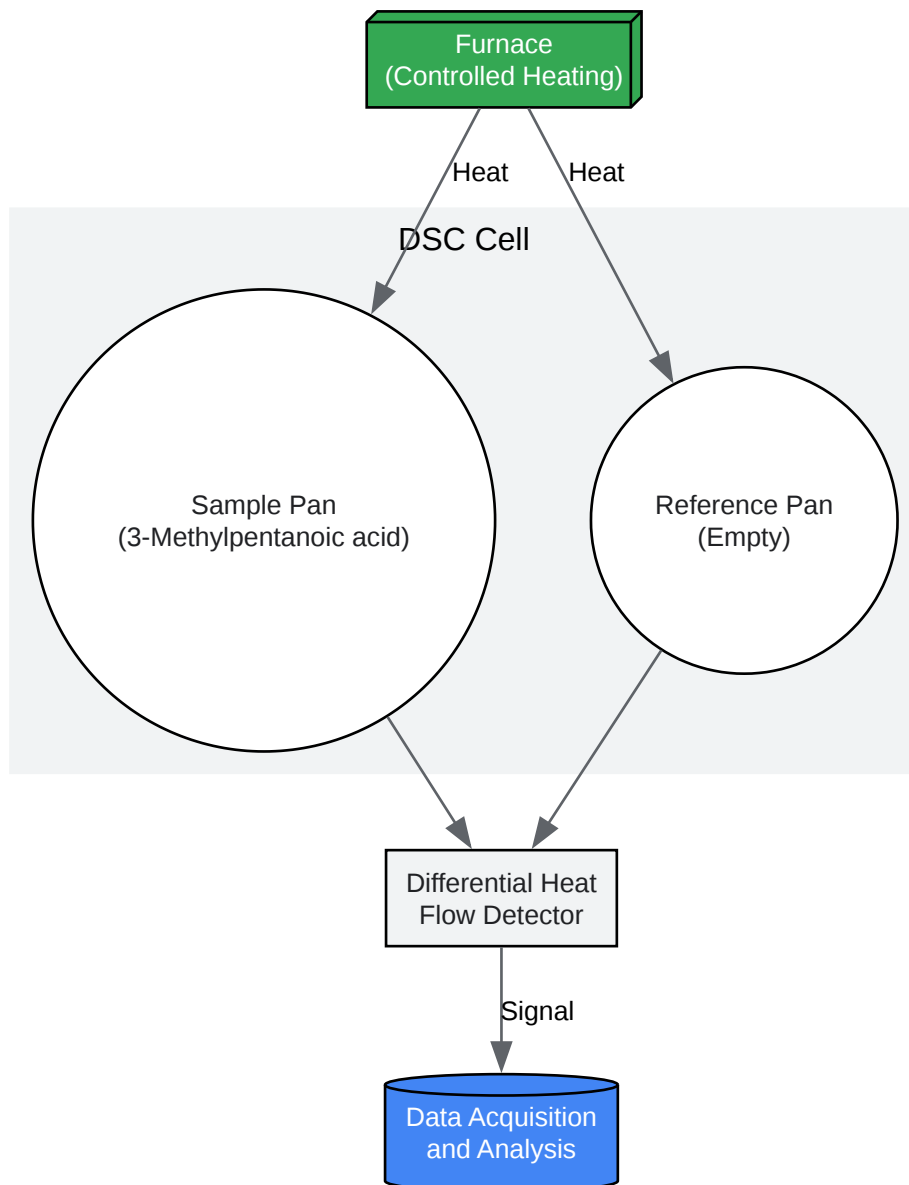 Furnace
(Controlled Heating)
Heat
Heat
DSC Cell
Sample Pan
(3-Methylpentanoic acid)
Reference Pan
(Empty)
Differential Heat
Flow Detector
Signal
Data Acquisition
and Analysis